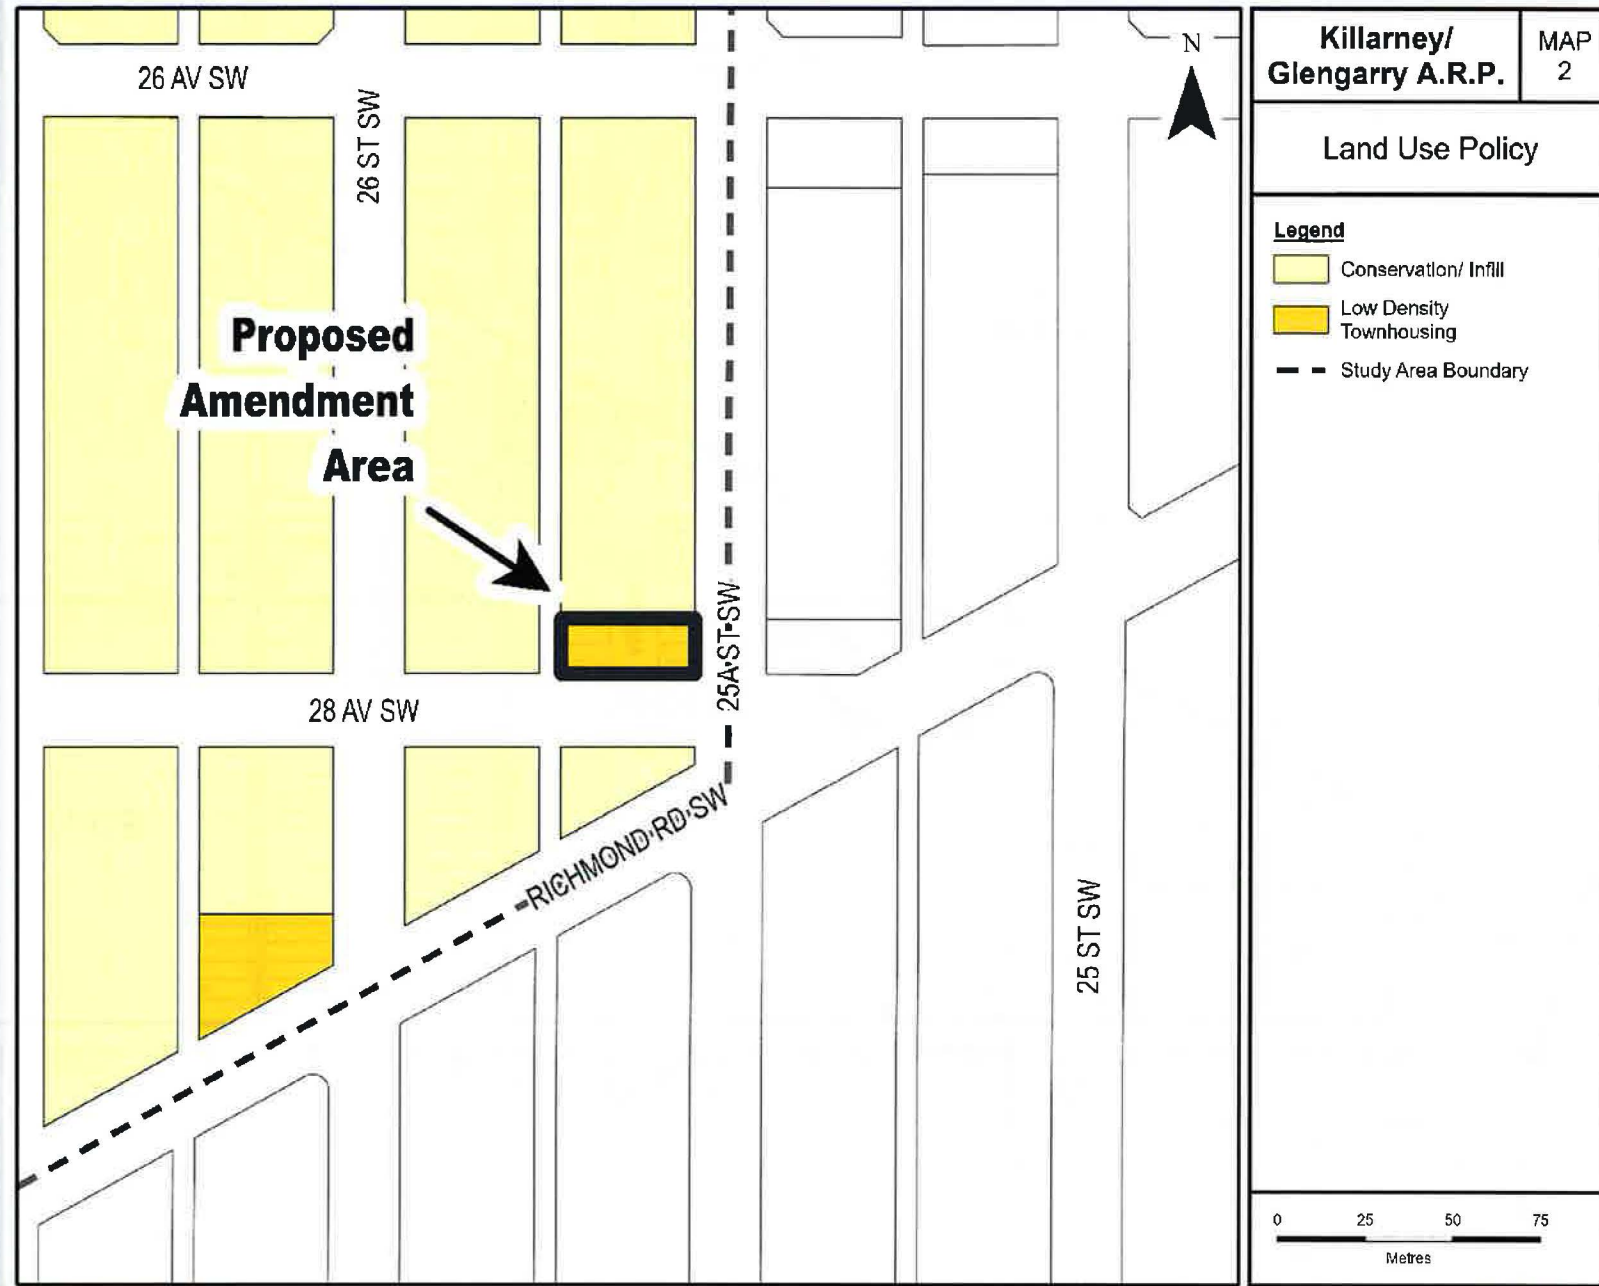 26 AV SW
26 ST SW
N
Proposed
Amendment
Area
25A ST SW
28 AV SW
RICHMOND RD SW
25 ST SW
Killarney/
Glengarry A.R.P.
MAP
2
Land Use Policy
Legend
Conservation/ Infill
Low Density
Townhousing
Study Area Boundary
0 25 50 75
Metres